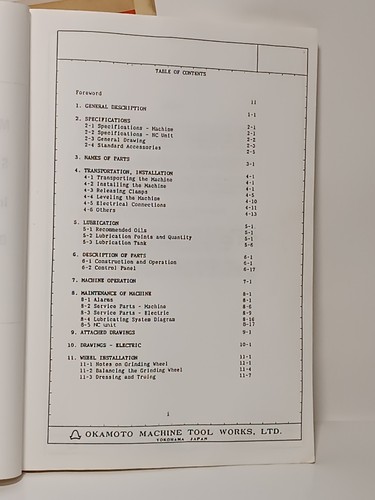 TABLE OF CONTENTS
Foreword ii
1. GENERAL DESCRIPTION 1-1
2. SPECIFICATIONS
2-1 Specifications - Machine 2-1
2-2 Specifications - NC Unit 2-2
2-3 General Drawing 2-3
2-4 Standard Accessories 2-5
3. NAMES OF PARTS 3-1
4. TRANSPORTATION, INSTALLATION 4-1
4-1 Transporting the Machine 4-1
4-2 Installing the Machine 4-1
4-3 Releasing Clamps 4-5
4-4 Leveling the Machine 4-10
4-5 Electrical Connections 4-11
4-6 Others 4-13
5. LUBRICATION 5-1
5-1 Recommended Oils 5-1
5-2 Lubrication Points and Quantity 5-1
5-3 Lubrication Tank 5-6
6. DESCRIPTION OF PARTS 6-1
6-1 Construction and Operation 6-1
6-2 Control Panel 6-17
7. MACHINE OPERATION 7-1
8. MAINTENANCE OF MACHINE 8-1
8-1 Alarms 8-1
8-2 Service Parts - Machine 8-6
8-3 Service Parts - Electric 8-9
8-4 Lubricating System Diagram 8-16
8-5 NC unit 8-17
9. ATTACHED DRAWINGS 9-1
10. DRAWINGS - ELECTRIC 10-1
11. WHEEL INSTALLATION 11-1
11-1 Notes on Grinding Wheel 11-1
11-2 Balancing the Grinding Wheel 11-4
11-3 Dressing and Truing 11-7
i
OKAMOTO MACHINE TOOL WORKS, LTD.
YOKOHAMA JAPAN